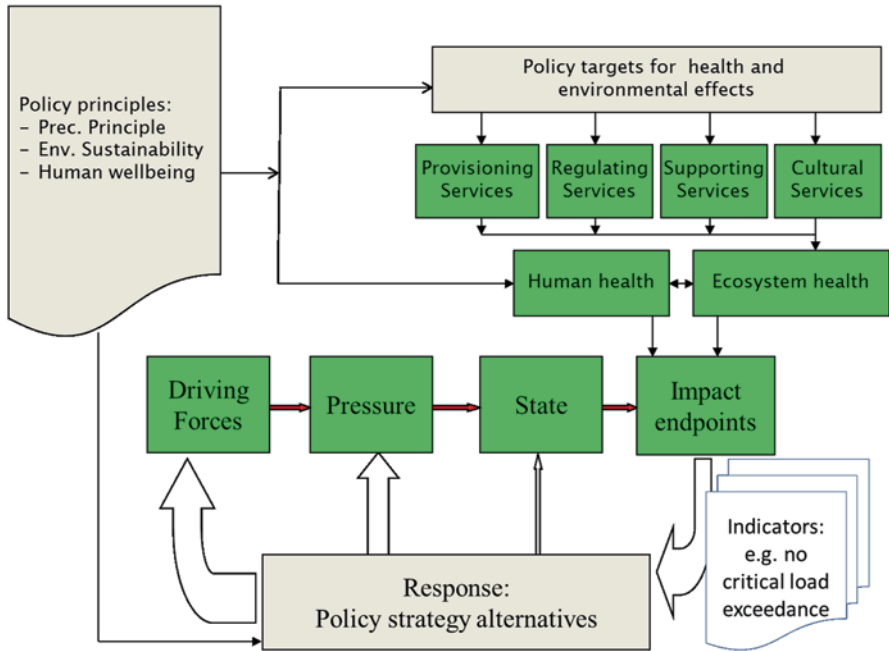 Policy principles:
– Prec. Principle
– Env. Sustainability
– Human wellbeing
Policy targets for health and
environmental effects
Provisioning
Services
Regulating
Services
Supporting
Services
Cultural
Services
Human health
Ecosystem health
Driving
Forces
Pressure
State
Impact
endpoints
Indicators:
e.g. no
critical load
exceedance
Response:
Policy strategy alternatives